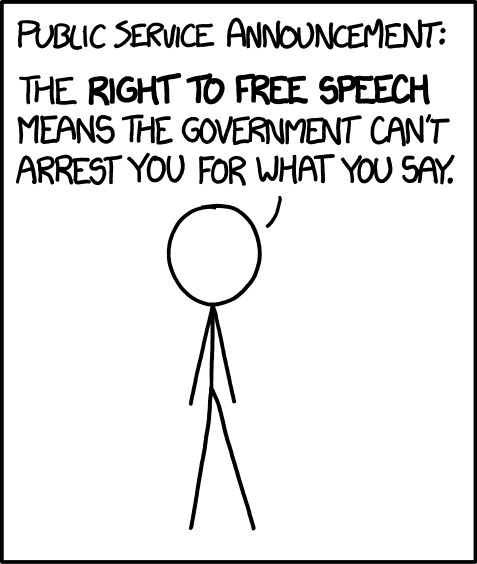 PUBLIC SERVICE ANNOUNCEMENT:
THE RIGHT TO FREE SPEECH
MEANS THE GOVERNMENT CAN'T
ARREST YOU FOR WHAT YOU SAY.